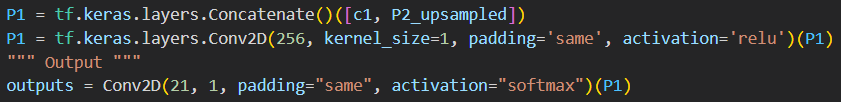 P1 = tf.keras.layers.Concatenate()([c1, P2_upsampled])
P1 = tf.keras.layers.Conv2D(256, kernel_size=1, padding='same', activation='relu')(P1)
""" Output """
outputs = Conv2D(21, 1, padding="same", activation="softmax")(P1)